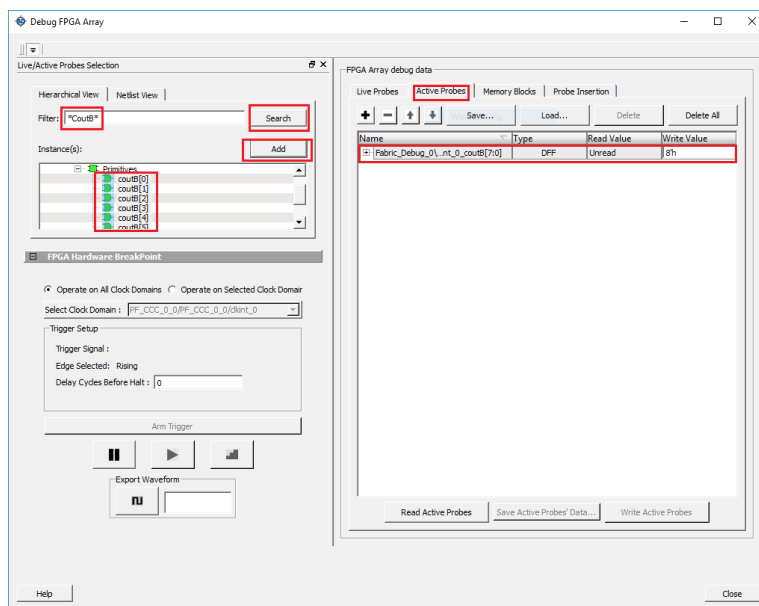 Debug FPGA Array
Live/Active Probes Selection
Hierarchical View
Netlist View
Filter:
*CoutB*
Search
Instance(s):
Add
Primitives
coutB[0]
coutB[1]
coutB[2]
coutB[3]
coutB[4]
coutB[5]
FPGA Hardware BreakPoint
Operate on All Clock Domains
Operate on Selected Clock Domain
Select Clock Domain :
PF_CCC_0_0/PF_CCC_0_0/clkint_0
Trigger Setup
Trigger Signal :
Edge Selected: Rising
Delay Cycles Before Halt :
0
Arm Trigger
Export Waveform
FPGA Array debug data
Live Probes
Active Probes
Memory Blocks
Probe Insertion
Save...
Load...
Delete
Delete All
Name
Type
Read Value
Write Value
Fabric_Debug_0\...nt_0_coutB[7:0]
DFF
Unread
8'h
Read Active Probes
Save Active Probes' Data...
Write Active Probes
Help
Close